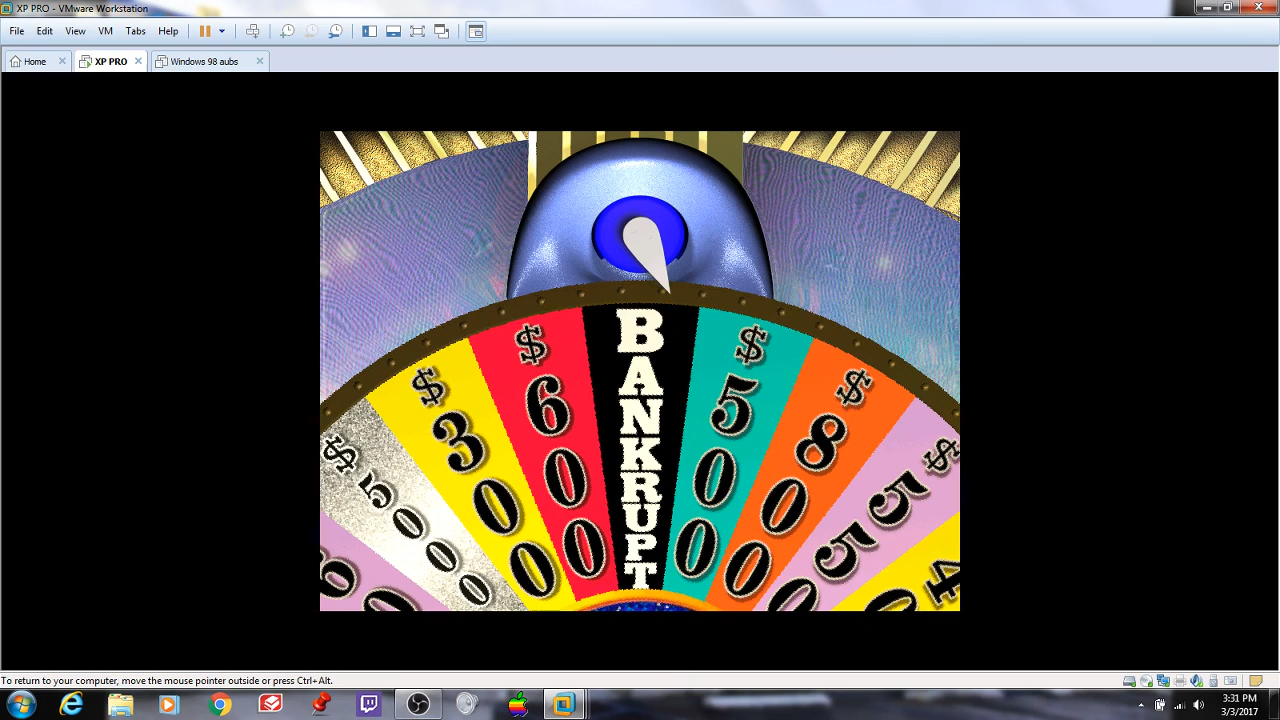 XP PRO - VMware Workstation
File Edit View VM Tabs Help
Home XP PRO Windows 98 aubs
$5000
$300
$600
BANKRUPT
$500
$800
$550
To return to your computer, move the mouse pointer outside or press Ctrl+Alt.
3:31 PM
3/3/2017